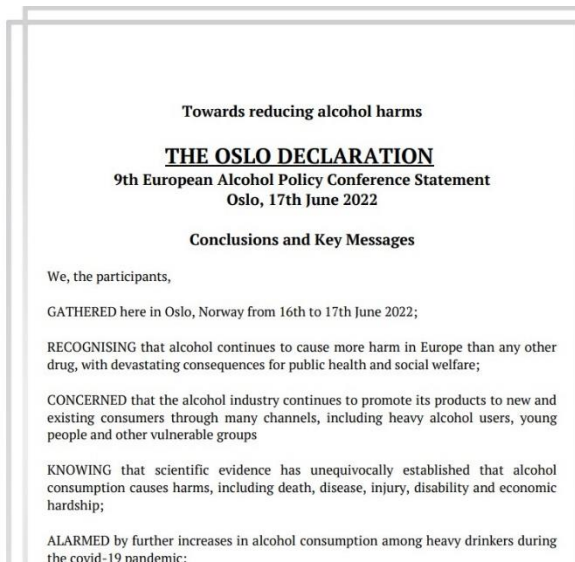 Towards reducing alcohol harms
THE OSLO DECLARATION
9th European Alcohol Policy Conference Statement
Oslo, 17th June 2022
Conclusions and Key Messages
We, the participants,
GATHERED here in Oslo, Norway from 16th to 17th June 2022;
RECOGNISING that alcohol continues to cause more harm in Europe than any other
drug, with devastating consequences for public health and social welfare;
CONCERNED that the alcohol industry continues to promote its products to new and
existing consumers through many channels, including heavy alcohol users, young
people and other vulnerable groups
KNOWING that scientific evidence has unequivocally established that alcohol
consumption causes harms, including death, disease, injury, disability and economic
hardship;
ALARMED by further increases in alcohol consumption among heavy drinkers during
the covid-19 pandemic;